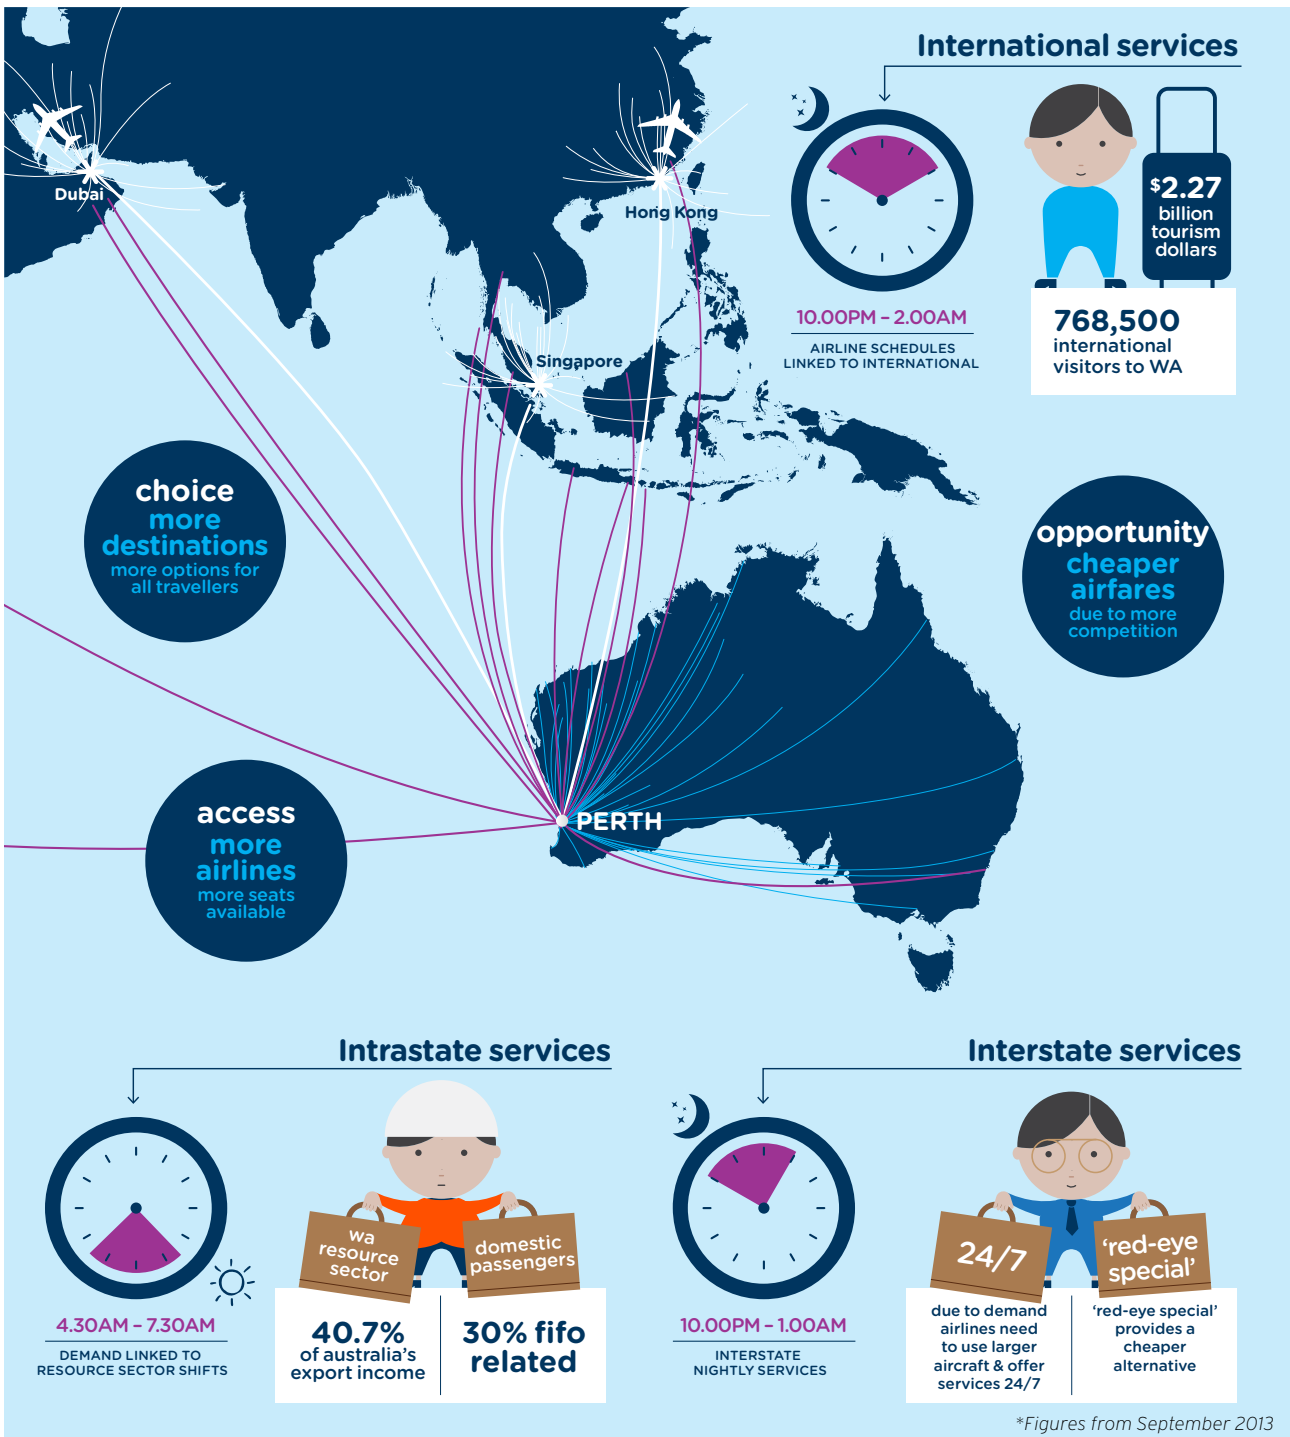 International services
$2.27
billion
tourism
dollars
10.00PM – 2.00AM
AIRLINE SCHEDULES
LINKED TO INTERNATIONAL
768,500
international
visitors to WA
Dubai
Hong Kong
Singapore
choice
more
destinations
more options for
all travellers
opportunity
cheaper
airfares
due to more
competition
access
more
airlines
more seats
available
PERTH
Intrastate services
wa
resource
sector
domestic
passengers
4.30AM – 7.30AM
DEMAND LINKED TO
RESOURCE SECTOR SHIFTS
40.7%
of australia's
export income
30% fifo
related
Interstate services
24/7
'red-eye
special'
10.00PM – 1.00AM
INTERSTATE
NIGHTLY SERVICES
due to demand
airlines need
to use larger
aircraft & offer
services 24/7
'red-eye special'
provides a
cheaper
alternative
*Figures from September 2013